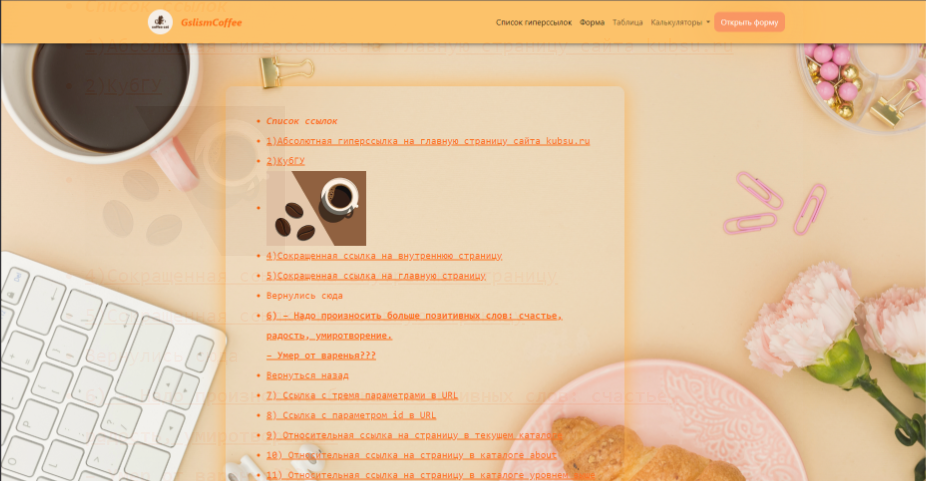 GslismCoffee
Список гиперссылок
Форма
Таблица
Калькуляторы
Открыть форму
Список ссылок
1)Абсолютная гиперссылка на главную страницу сайта kubsu.ru
2)КубГУ
4)Сокращенная ссылка на внутреннюю страницу
5)Сокращенная ссылка на главную страницу
Вернулись сюда
6) – Надо произносить больше позитивных слов: счастье,
радость, умиротворение.
– Умер от варенья???
Вернуться назад
7) Ссылка с тремя параметрами в URL
8) Ссылка с параметром id в URL
9) Относительная ссылка на страницу в текущем каталоге
10) Относительная ссылка на страницу в каталоге about
11) Относительная ссылка на страницу в каталоге уровнем